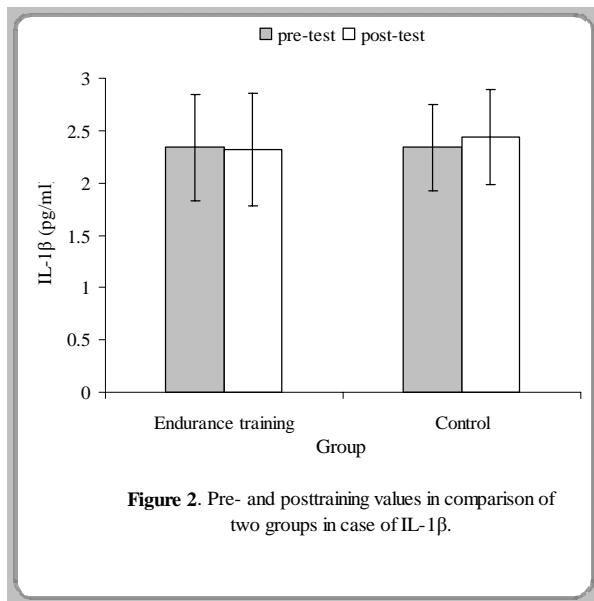 pre-test post-test
3
2.5
2
1.5
1
0.5
0
IL-1β (pg/ml
Endurance training Control
Group
Figure 2. Pre- and posttraining values in comparison of
two groups in case of IL-1β.